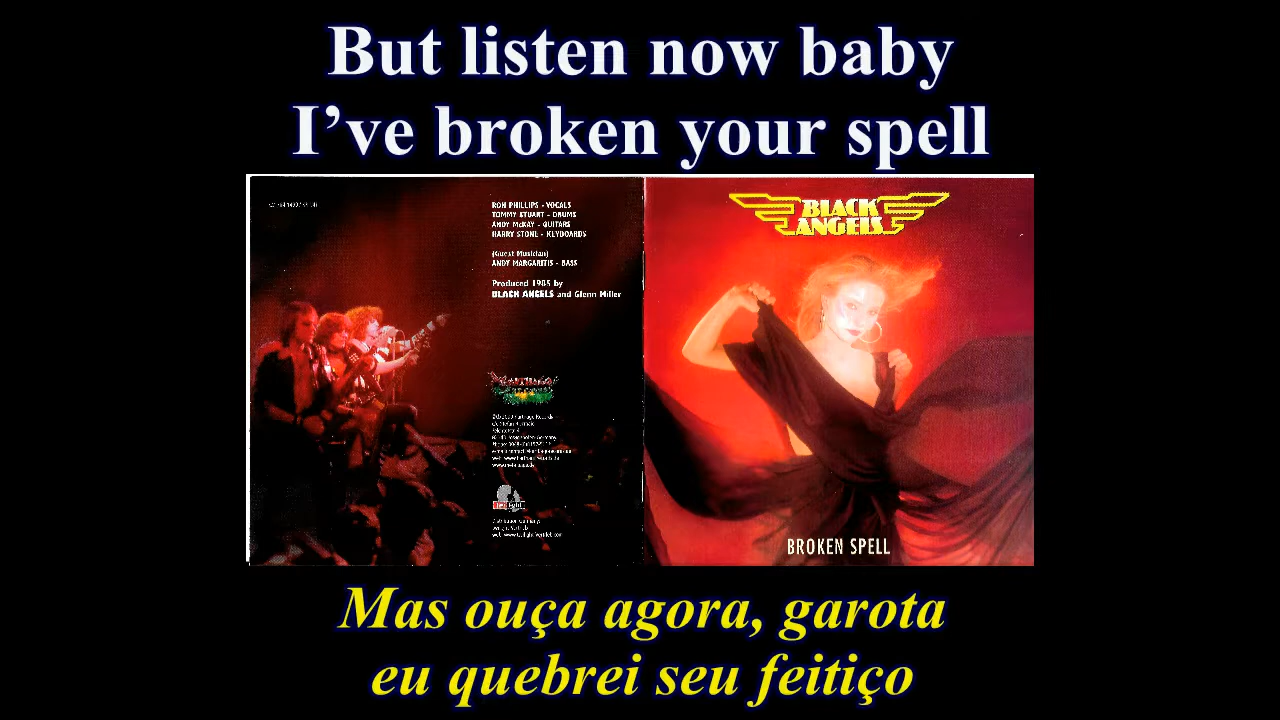 But listen now baby
I've broken your spell
RON PHILLIPS - VOCALS
TOMMY STUART - DRUMS
ANDY McKAY - GUITARS
HARRY STONE - KEYBOARDS
(Guest Musician)
ANDY MARGARITIS - BASS
Produced 1985 by
BLACK ANGELS and Glenn Miller
BLACK
ANGELS
BROKEN SPELL
Mas ouça agora, garota
eu quebrei seu feitiço